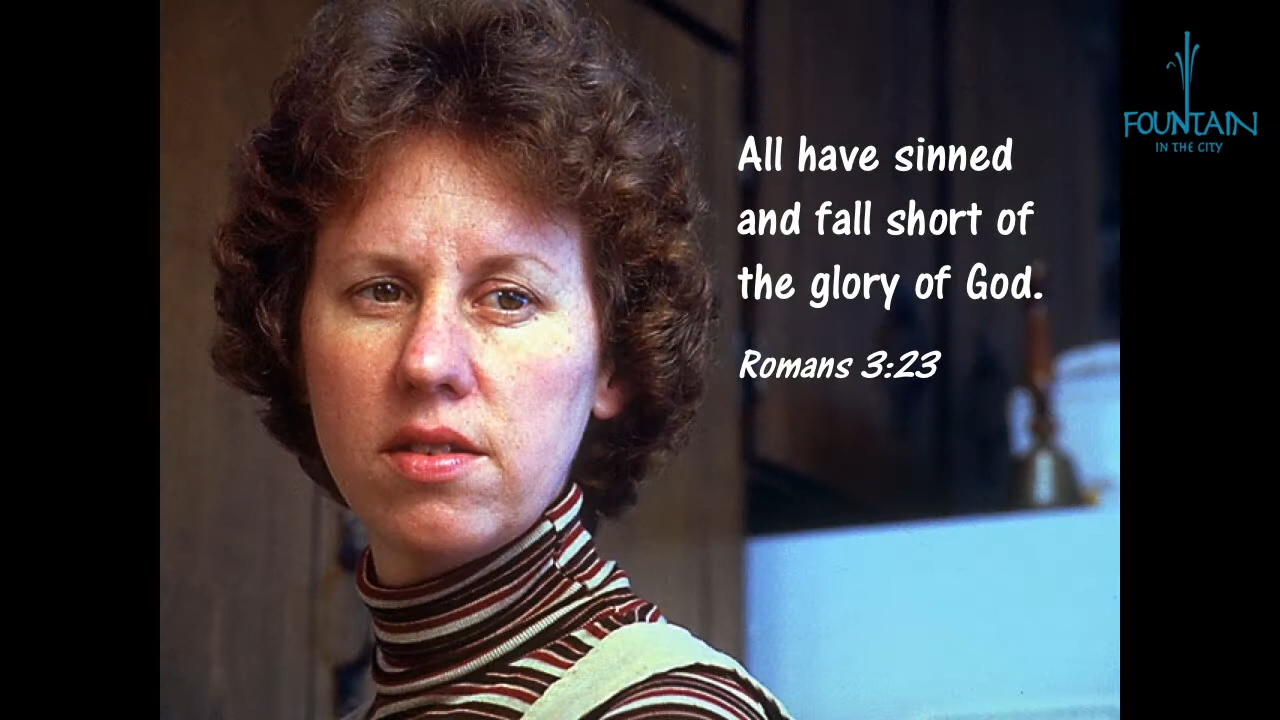 All have sinned
and fall short of
the glory of God.
Romans 3:23
FOUNTAIN
IN THE CITY